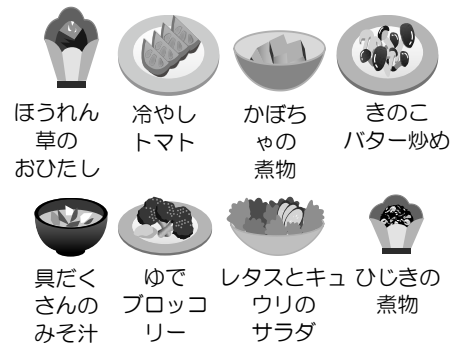 ほうれん
草の
おひたし
冷やし
トマト
かぼち
ゃの
煮物
きのこ
バター炒め
具だく
さんの
みそ汁
ゆで
ブロッコ
リー
レタスとキュ
ウリの
サラダ
ひじきの
煮物